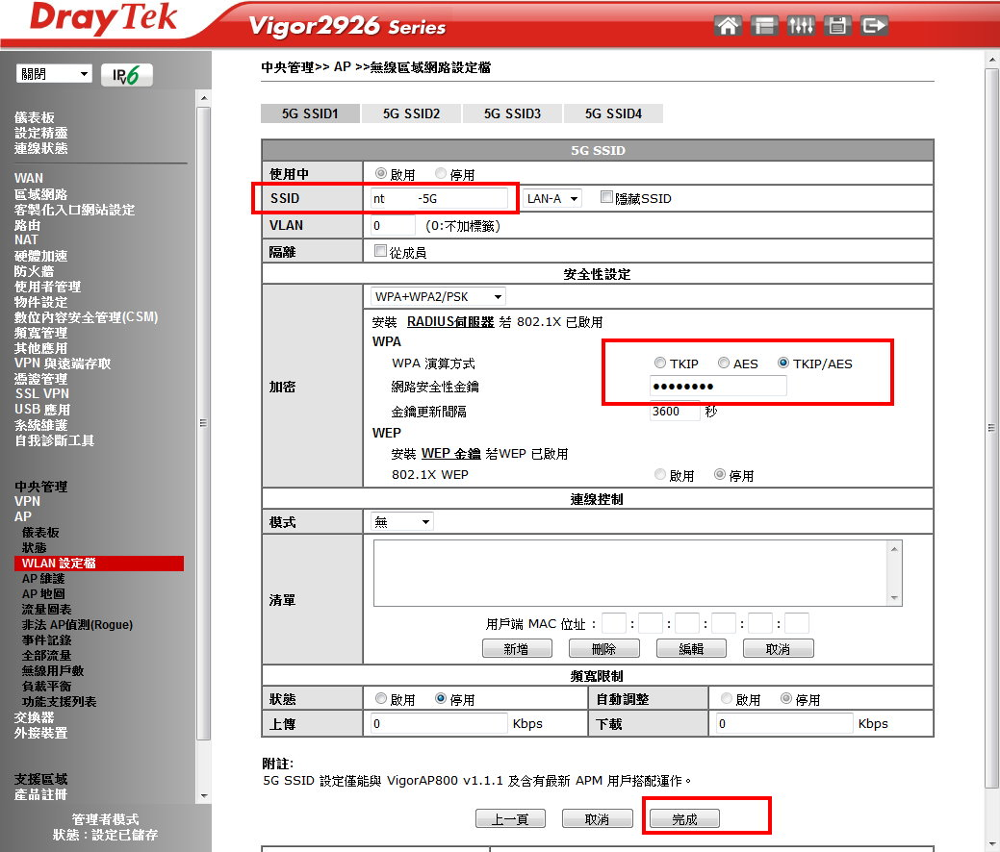 DrayTek
Vigor2926 Series
關閉
IPv6
儀表板
設定精靈
連線狀態
WAN
區域網路
客製化入口網站設定
路由
NAT
硬體加速
防火牆
使用者管理
物件設定
數位內容安全管理(CSM)
頻寬管理
其他應用
VPN 與遠端存取
憑證管理
SSL VPN
USB 應用
系統維護
自我診斷工具
中央管理
VPN
AP
儀表板
狀態
WLAN 設定檔
AP 維護
AP 地圖
流量圖表
非法 AP偵測(Rogue)
事件記錄
全部流量
無線用戶數
負載平衡
功能支援列表
交換器
外接裝置
支援區域
產品註冊
管理者模式
狀態：設定已儲存
中央管理>> AP >>無線區域網路設定檔
5G SSID1 5G SSID2 5G SSID3 5G SSID4
5G SSID
使用中 啟用 停用
SSID nt -5G LAN-A 隱藏SSID
VLAN 0 (0:不加標籤)
隔離 從成員
安全性設定
加密 WPA+WPA2/PSK
安裝 RADIUS伺服器 若 802.1X 已啟用
WPA
WPA 演算方式 TKIP AES TKIP/AES
網路安全性金鑰 ●●●●●●●●
金鑰更新間隔 3600 秒
WEP
安裝 WEP 金鑰 若WEP 已啟用
802.1X WEP 啟用 停用
連線控制
模式 無
清單
用戶端 MAC 位址 : : : : : :
新增 刪除 編輯 取消
頻寬限制
狀態 啟用 停用 自動調整 啟用 停用
上傳 0 Kbps 下載 0 Kbps
附註:
5G SSID 設定僅能與 VigorAP800 v1.1.1 及含有最新 APM 用戶搭配運作。
上一頁 取消 完成